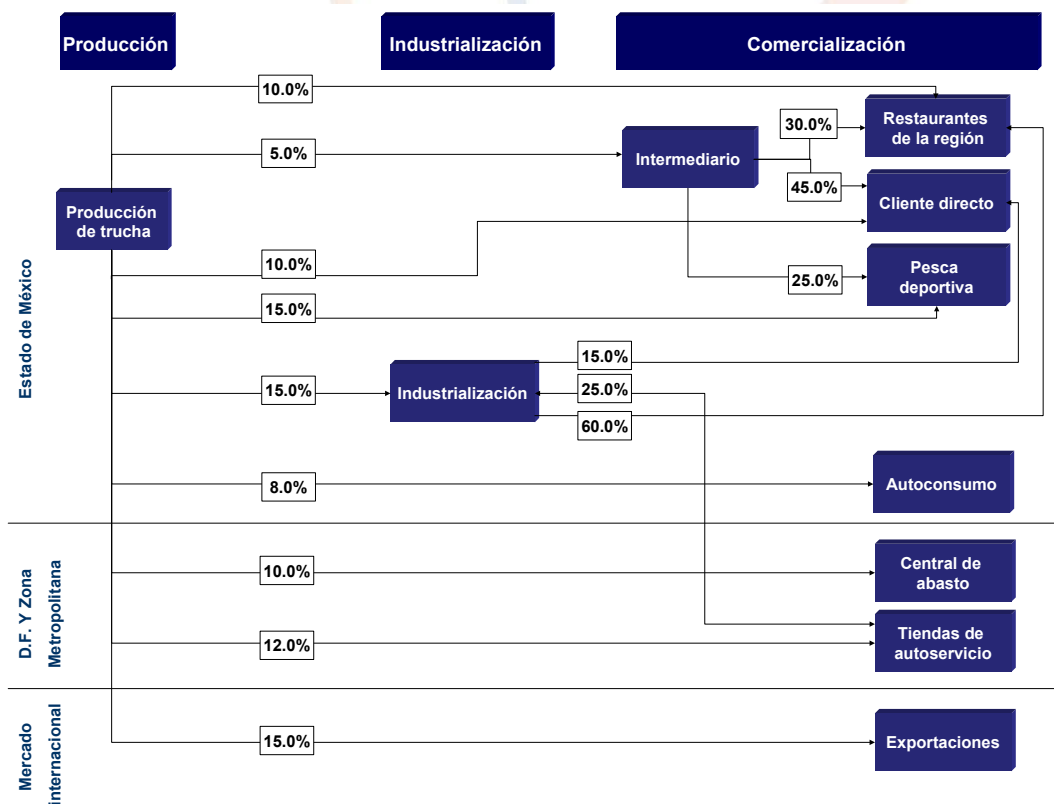 Producción
Industrialización
Comercialización
10.0%
Restaurantes
de la región
30.0%
5.0%
Intermediario
45.0%
Cliente directo
Producción
de trucha
10.0%
Pesca
deportiva
25.0%
15.0%
Estado de México
15.0%
15.0%
Industrialización
25.0%
60.0%
8.0%
Autoconsumo
D.F. Y Zona
Metropolitana
10.0%
Central de
abasto
12.0%
Tiendas de
autoservicio
Mercado
internacional
15.0%
Exportaciones